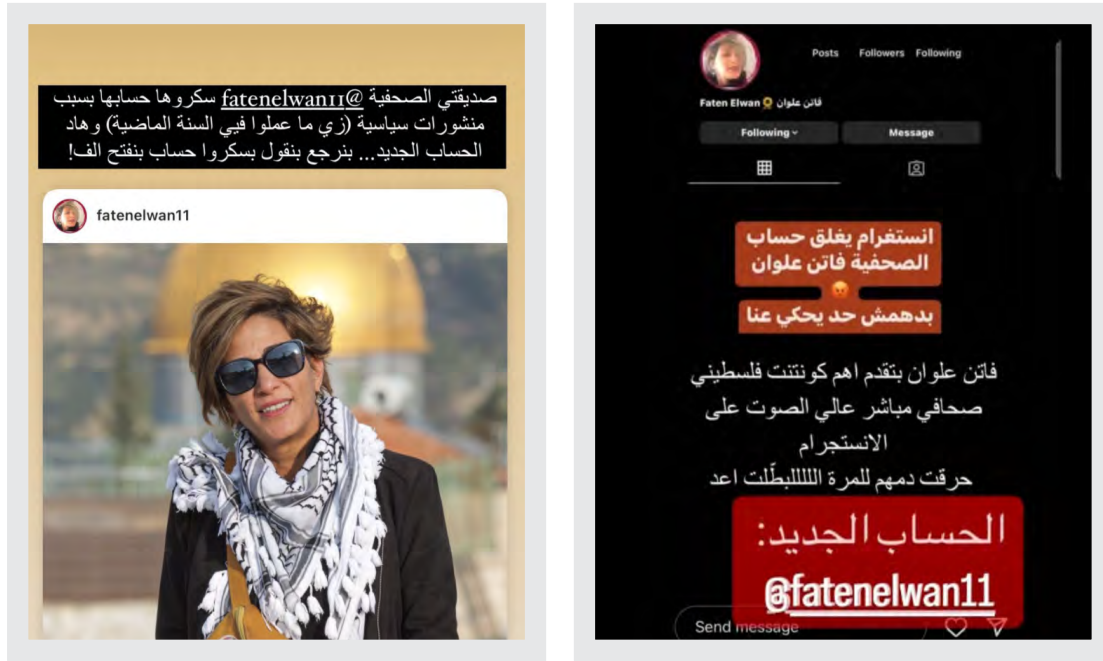 صديقتي الصحفية @fatenelwan11 سكروها حسابها بسبب
منشورات سياسية (زي ما عملوا فيي السنة الماضية) وهاد
الحساب الجديد... بنرجع بنقول بسكروا حساب بنفتح الف!
fatenelwan11
Posts Followers Following
Faten Elwan فاتن علوان
Following
Message
انستغرام يغلق حساب
الصحفية فاتن علوان
😡
بدهمش حد يحكي عنا
فاتن علوان بتقدم اهم كونتنت فلسطيني
صحافي مباشر عالي الصوت على
الانستجرام
حرقت دمهم للمرة اللللبطّلت اعد
الحساب الجديد:
@fatenelwan11
Send message